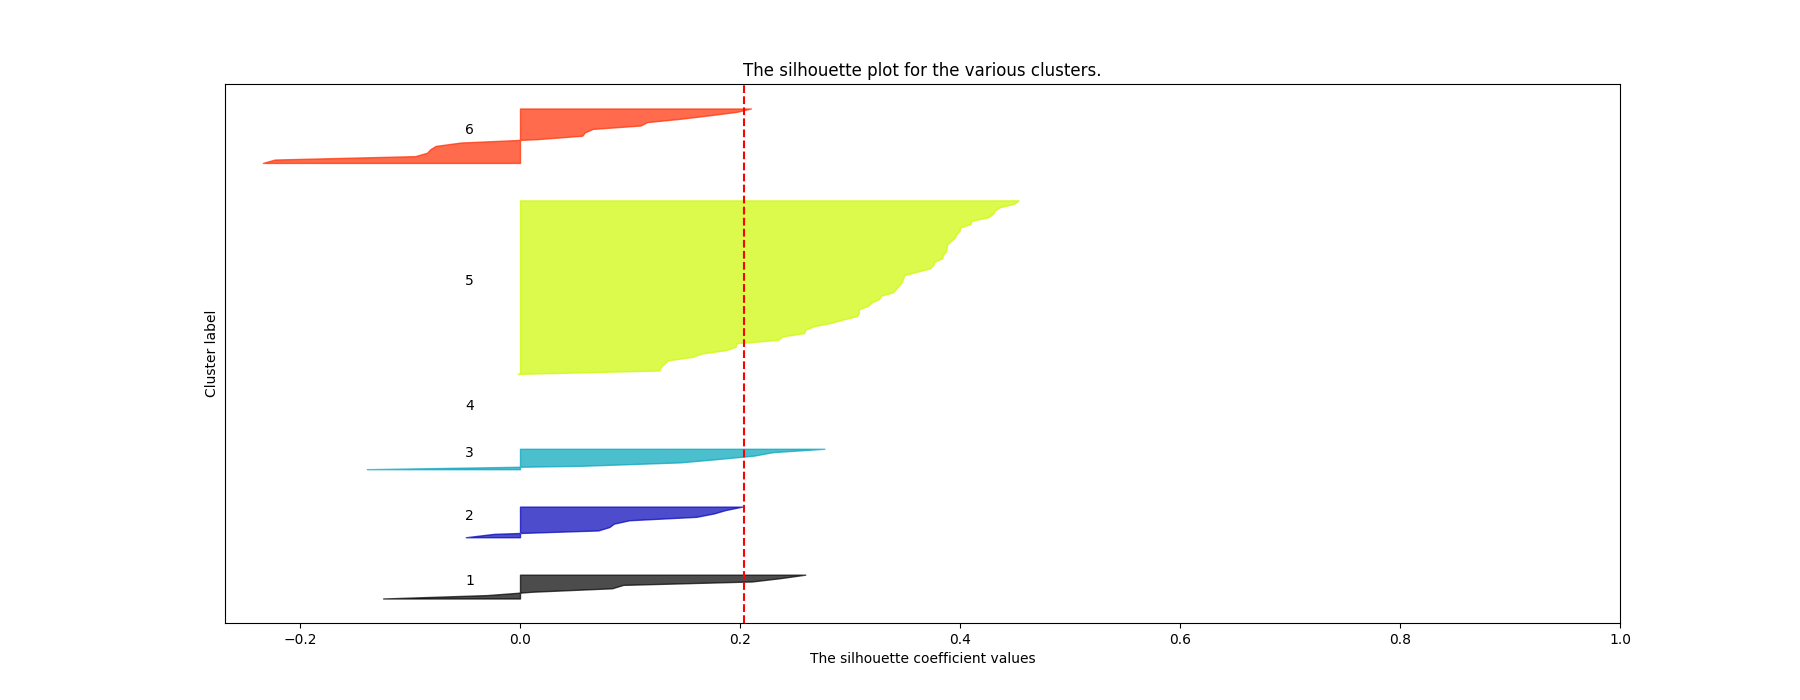 The silhouette plot for the various clusters.
6
5
4
3
2
1
Cluster label
−0.2 0.0 0.2 0.4 0.6 0.8 1.0
The silhouette coefficient values